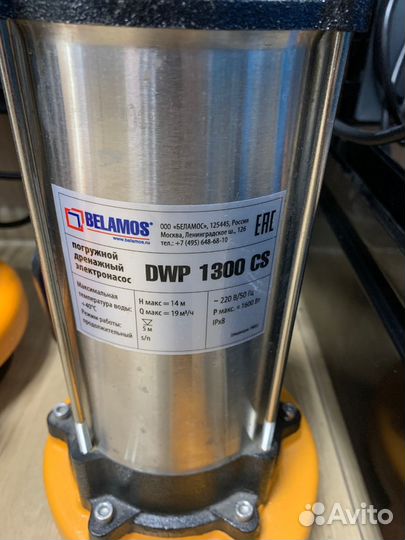 BELAMOS®
www.belamos.ru
ООО «БЕЛАМОС», 125445, Россия
Москва, Ленинградское ш., 126
тел.: +7 (495) 648-68-10
EAC
погружной
дренажный
электронасос
DWP 1300 CS
Максимальная
температура воды:
+40°C
Режим работы:
продолжительный
H макс = 14 м
Q макс = 19 м³/ч
5 м
s/n
~ 220 В/50 Гц
P макс. = 1600 Вт
IPx8
Avito